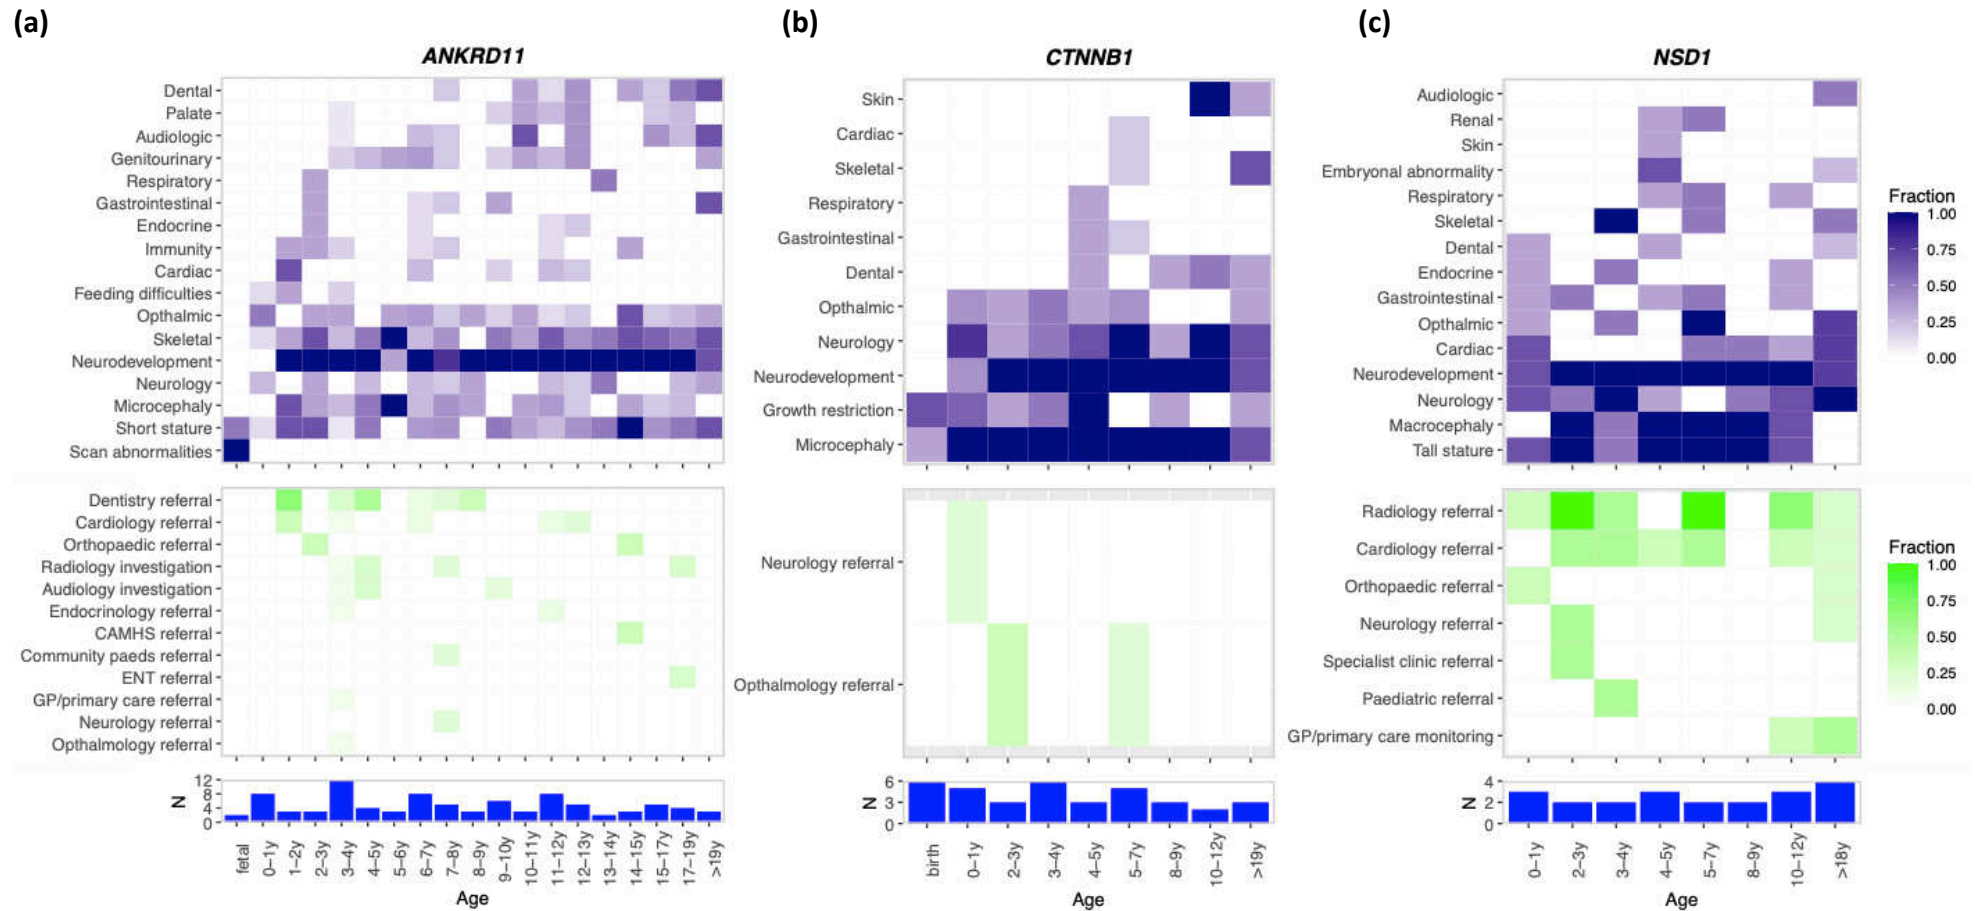 (a)
(b)
(c)
ANKRD11
CTNNB1
NSD1
Dental
Palate
Audiologic
Genitourinary
Respiratory
Gastrointestinal
Endocrine
Immunity
Cardiac
Feeding difficulties
Opthalmic
Skeletal
Neurodevelopment
Neurology
Microcephaly
Short stature
Scan abnormalities
Dentistry referral
Cardiology referral
Orthopaedic referral
Radiology investigation
Audiology investigation
Endocrinology referral
CAMHS referral
Community paeds referral
ENT referral
GP/primary care referral
Neurology referral
Opthalmology referral
N
12
8
4
0
fetal
0–1y
1–2y
2–3y
3–4y
4–5y
5–6y
6–7y
7–8y
8–9y
9–10y
10–11y
11–12y
12–13y
13–14y
14–15y
15–17y
17–19y
>19y
Age
Skin
Cardiac
Skeletal
Respiratory
Gastrointestinal
Dental
Opthalmic
Neurology
Neurodevelopment
Growth restriction
Microcephaly
Neurology referral
Opthalmology referral
N
6
3
0
birth
0–1y
2–3y
3–4y
4–5y
5–7y
8–9y
10–12y
>19y
Age
Audiologic
Renal
Skin
Embryonal abnormality
Respiratory
Skeletal
Dental
Endocrine
Gastrointestinal
Opthalmic
Cardiac
Neurodevelopment
Neurology
Macrocephaly
Tall stature
Radiology referral
Cardiology referral
Orthopaedic referral
Neurology referral
Specialist clinic referral
Paediatric referral
GP/primary care monitoring
N
4
2
0
0–1y
2–3y
3–4y
4–5y
5–7y
8–9y
10–12y
>18y
Age
Fraction
1.00
0.75
0.50
0.25
0.00
Fraction
1.00
0.75
0.50
0.25
0.00